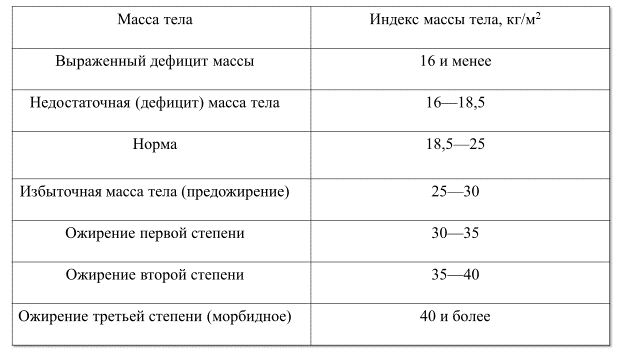 Масса тела Индекс массы тела, кг/м²
Выраженный дефицит массы 16 и менее
Недостаточная (дефицит) масса тела 16—18,5
Норма 18,5—25
Избыточная масса тела (предожирение) 25—30
Ожирение первой степени 30—35
Ожирение второй степени 35—40
Ожирение третьей степени (морбидное) 40 и более